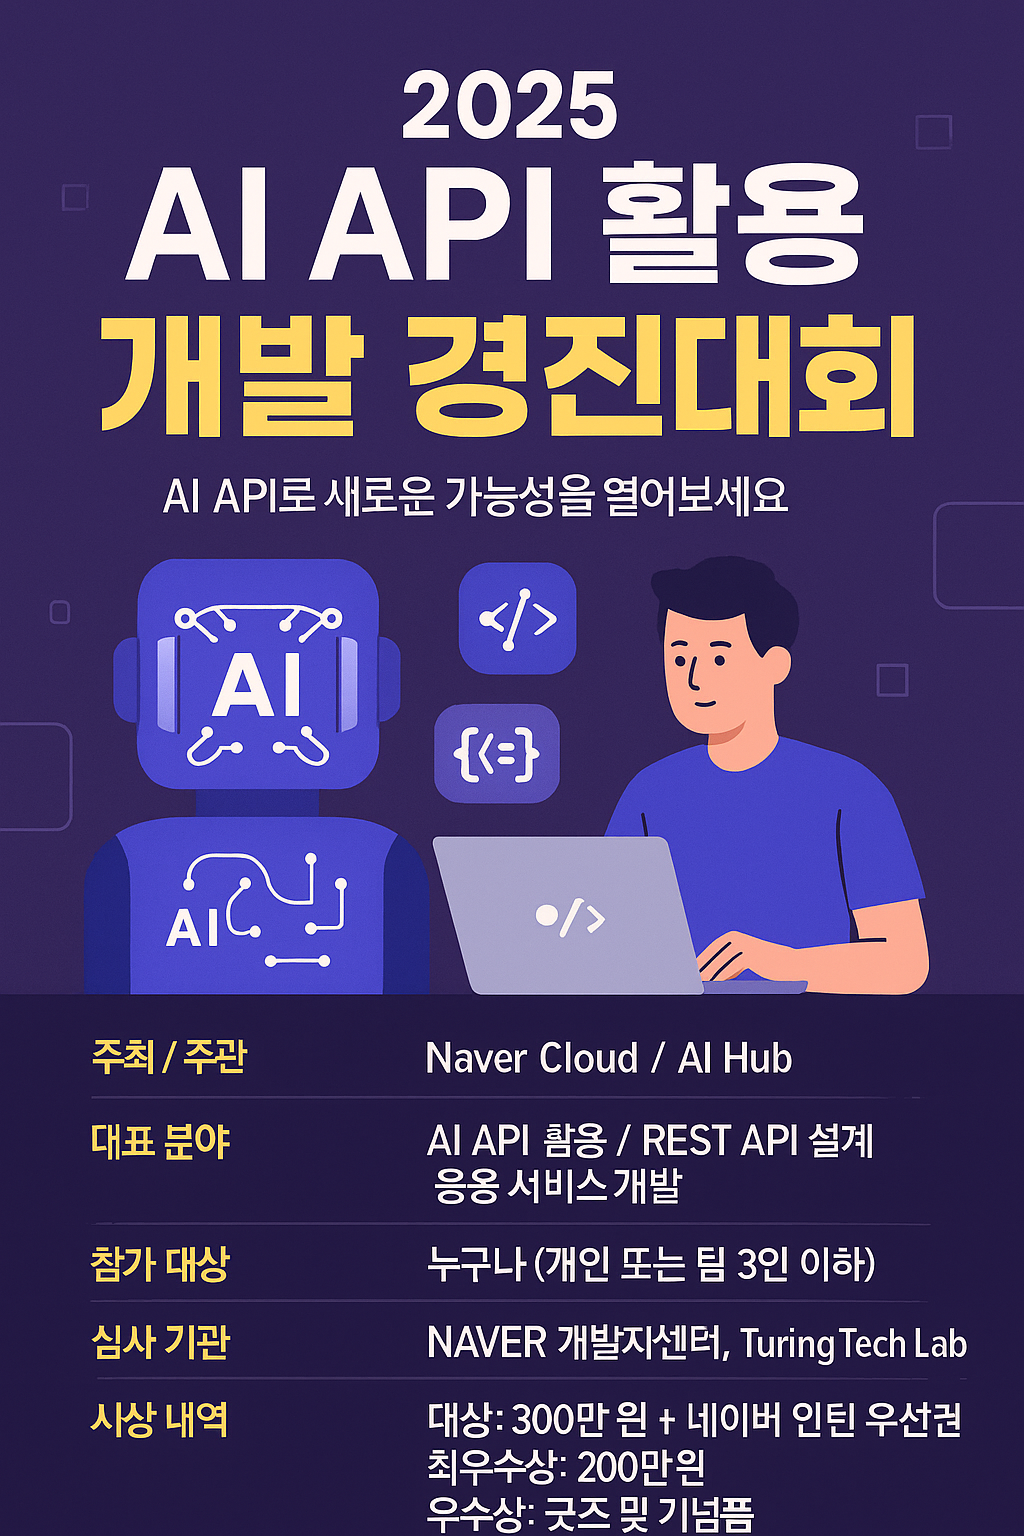 2025
AI API 활용
개발 경진대회
AI API로 새로운 가능성을 열어보세요
AI
</>
{<=}
AI
/>
주최 / 주관
Naver Cloud / AI Hub
대표 분야
AI API 활용 / REST API 설계
응용 서비스 개발
참가 대상
누구나 (개인 또는 팀 3인 이하)
심사 기관
NAVER 개발자센터, TuringTech Lab
시상 내역
대상: 300만 원 + 네이버 인턴 우선권
최우수상: 200만원
우수상: 굿즈 및 기념품